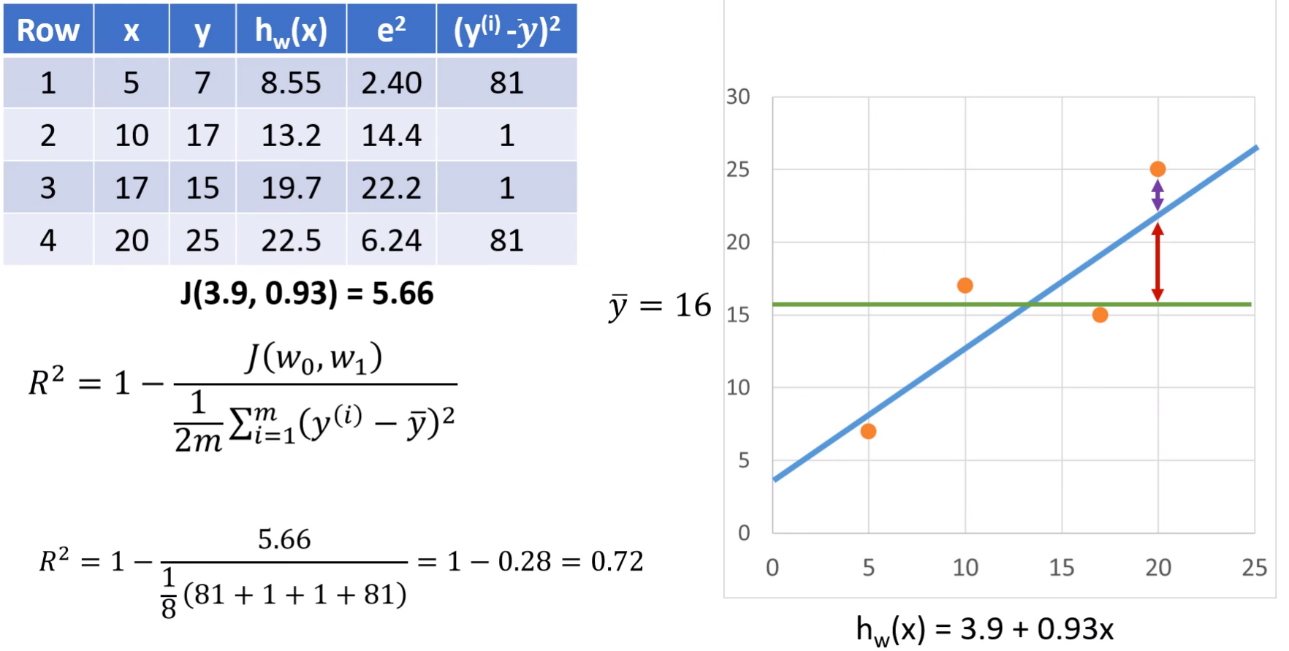 Row x y h_w(x) e² (y⁽ⁱ⁾ -ȳ)²
1 5 7 8.55 2.40 81
2 10 17 13.2 14.4 1
3 17 15 19.7 22.2 1
4 20 25 22.5 6.24 81
J(3.9, 0.93) = 5.66
R² = 1 − J(w₀, w₁) / (1/2m ∑ᵢ₌₁ᵐ (y⁽ⁱ⁾ − ȳ)²)
R² = 1 − 5.66 / (1/8 (81 + 1 + 1 + 81)) = 1 − 0.28 = 0.72
ȳ = 16
30
25
20
15
10
5
0
0 5 10 15 20 25
h_w(x) = 3.9 + 0.93x